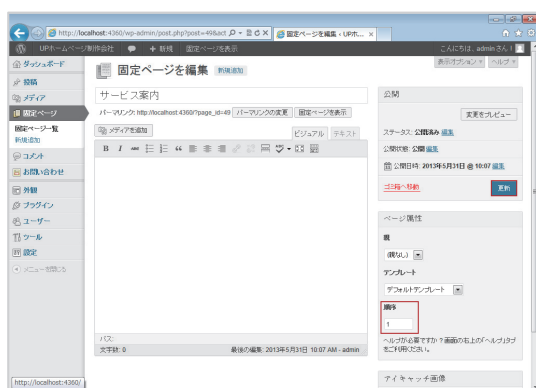 http://localhost:4360/wp-admin/post.php?post=49&act
固定ページを編集 ‹ UPホ...
UPホームページ制作会社
+ 新規
固定ページを表示
こんにちは、adminさん!
表示オプション
ヘルプ
ダッシュボード
投稿
メディア
固定ページ
固定ページ一覧
新規追加
コメント
お問い合わせ
外観
プラグイン
ユーザー
ツール
設定
メニューを閉じる
固定ページを編集
新規追加
サービス案内
パーマリンク: http://localhost:4360/?page_id=49
パーマリンクの変更
固定ページを表示
メディアを追加
ビジュアル
テキスト
B I ABC
パス:
文字数: 0
最後の編集: 2013年5月31日 10:07 AM - admin
公開
変更をプレビュー
ステータス: 公開済み 編集
公開状態: 公開 編集
公開日時: 2013年5月31日 @ 10:07 編集
ゴミ箱へ移動
更新
ページ属性
親
(親なし)
テンプレート
デフォルトテンプレート
順序
1
ヘルプが必要ですか ? 画面の右上の「ヘルプ」タブ
をご利用ください。
アイキャッチ画像
http://localhost:4360/